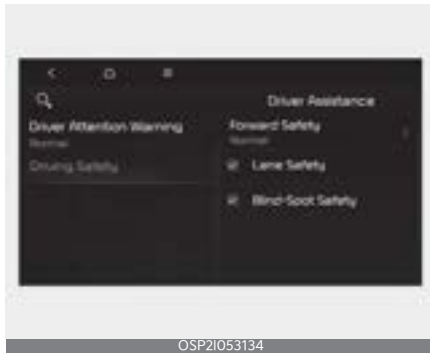 Driver Assistance
Driver Attention Warning
Normal
Driving Safety
Forward Safety
Normal
Lane Safety
Blind-Spot Safety
OSP2I053134